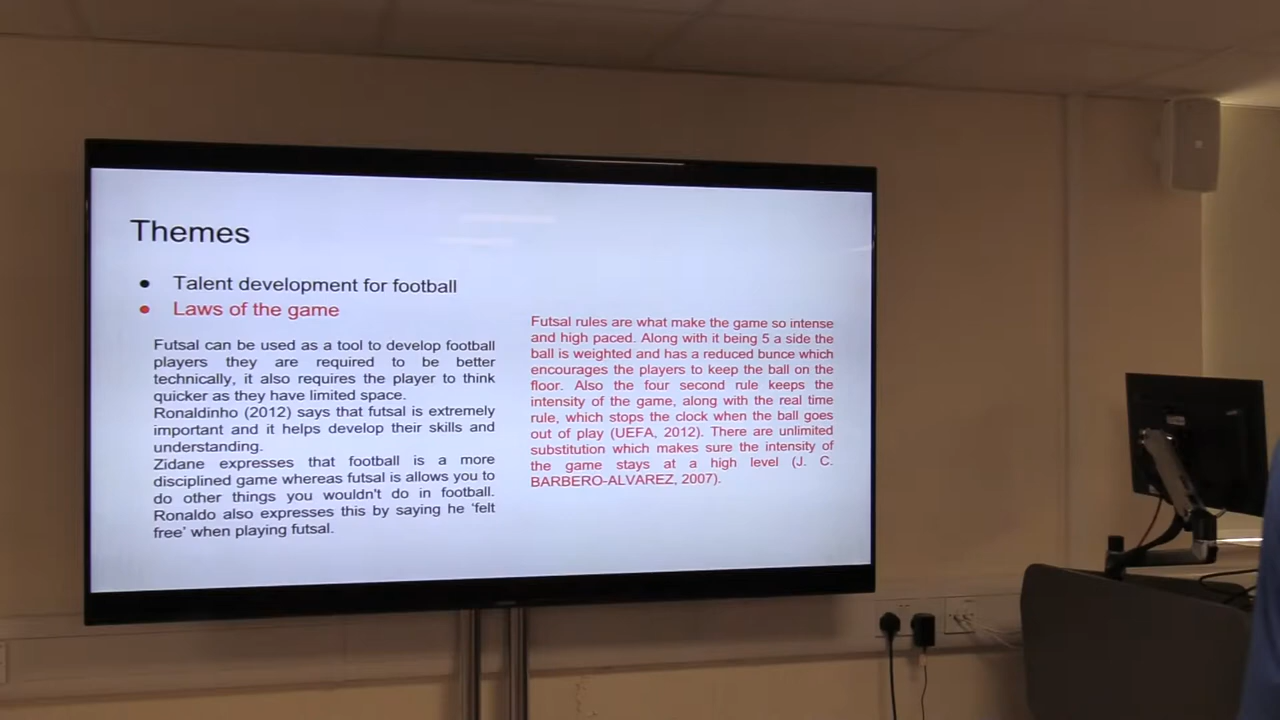 Themes
• Talent development for football
• Laws of the game
Futsal can be used as a tool to develop football
players they are required to be better
technically, it also requires the player to think
quicker as they have limited space.
Ronaldinho (2012) says that futsal is extremely
important and it helps develop their skills and
understanding.
Zidane expresses that football is a more
disciplined game whereas futsal is allows you to
do other things you wouldn't do in football.
Ronaldo also expresses this by saying he 'felt
free' when playing futsal.
Futsal rules are what make the game so intense
and high paced. Along with it being 5 a side the
ball is weighted and has a reduced bunce which
encourages the players to keep the ball on the
floor. Also the four second rule keeps the
intensity of the game, along with the real time
rule, which stops the clock when the ball goes
out of play (UEFA, 2012). There are unlimited
substitution which makes sure the intensity of
the game stays at a high level (J. C.
BARBERO-ALVAREZ, 2007).